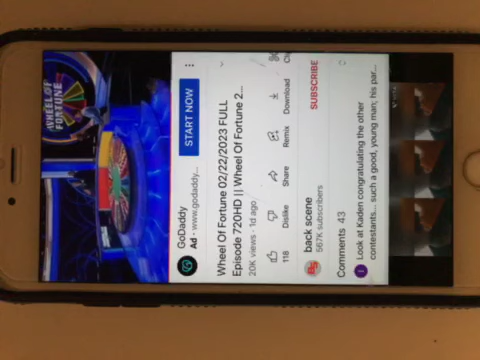 WHEEL OF
FORTUNE
GoDaddy
Ad • www.godaddy...
START NOW
Wheel Of Fortune 02/22/2023 FULL
Episode 720HD || Wheel Of Fortune 2...
20K views · 1d ago
118
Dislike
Share
Remix
Download
back scene
567K subscribers
SUBSCRIBE
Comments 43
Look at Kaden congratulating the other
contestants... such a good, young man; his par...